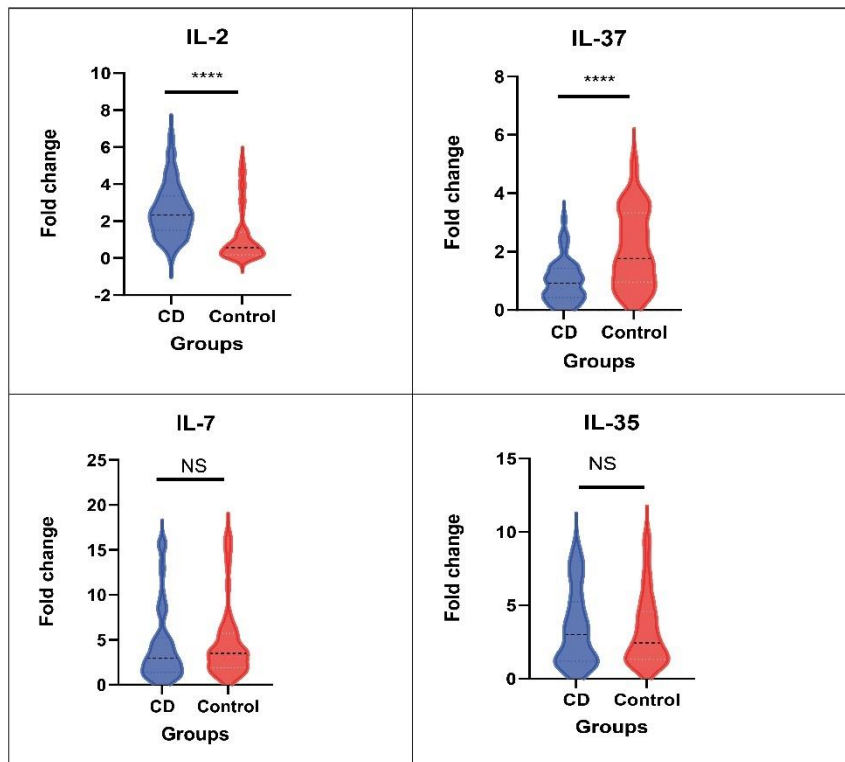 IL-2
****
10
8
6
4
2
0
-2
Fold change
CD Control
Groups
IL-37
****
8
6
4
2
0
Fold change
CD Control
Groups
IL-7
NS
25
20
15
10
5
0
Fold change
CD Control
Groups
IL-35
NS
15
10
5
0
Fold change
CD Control
Groups